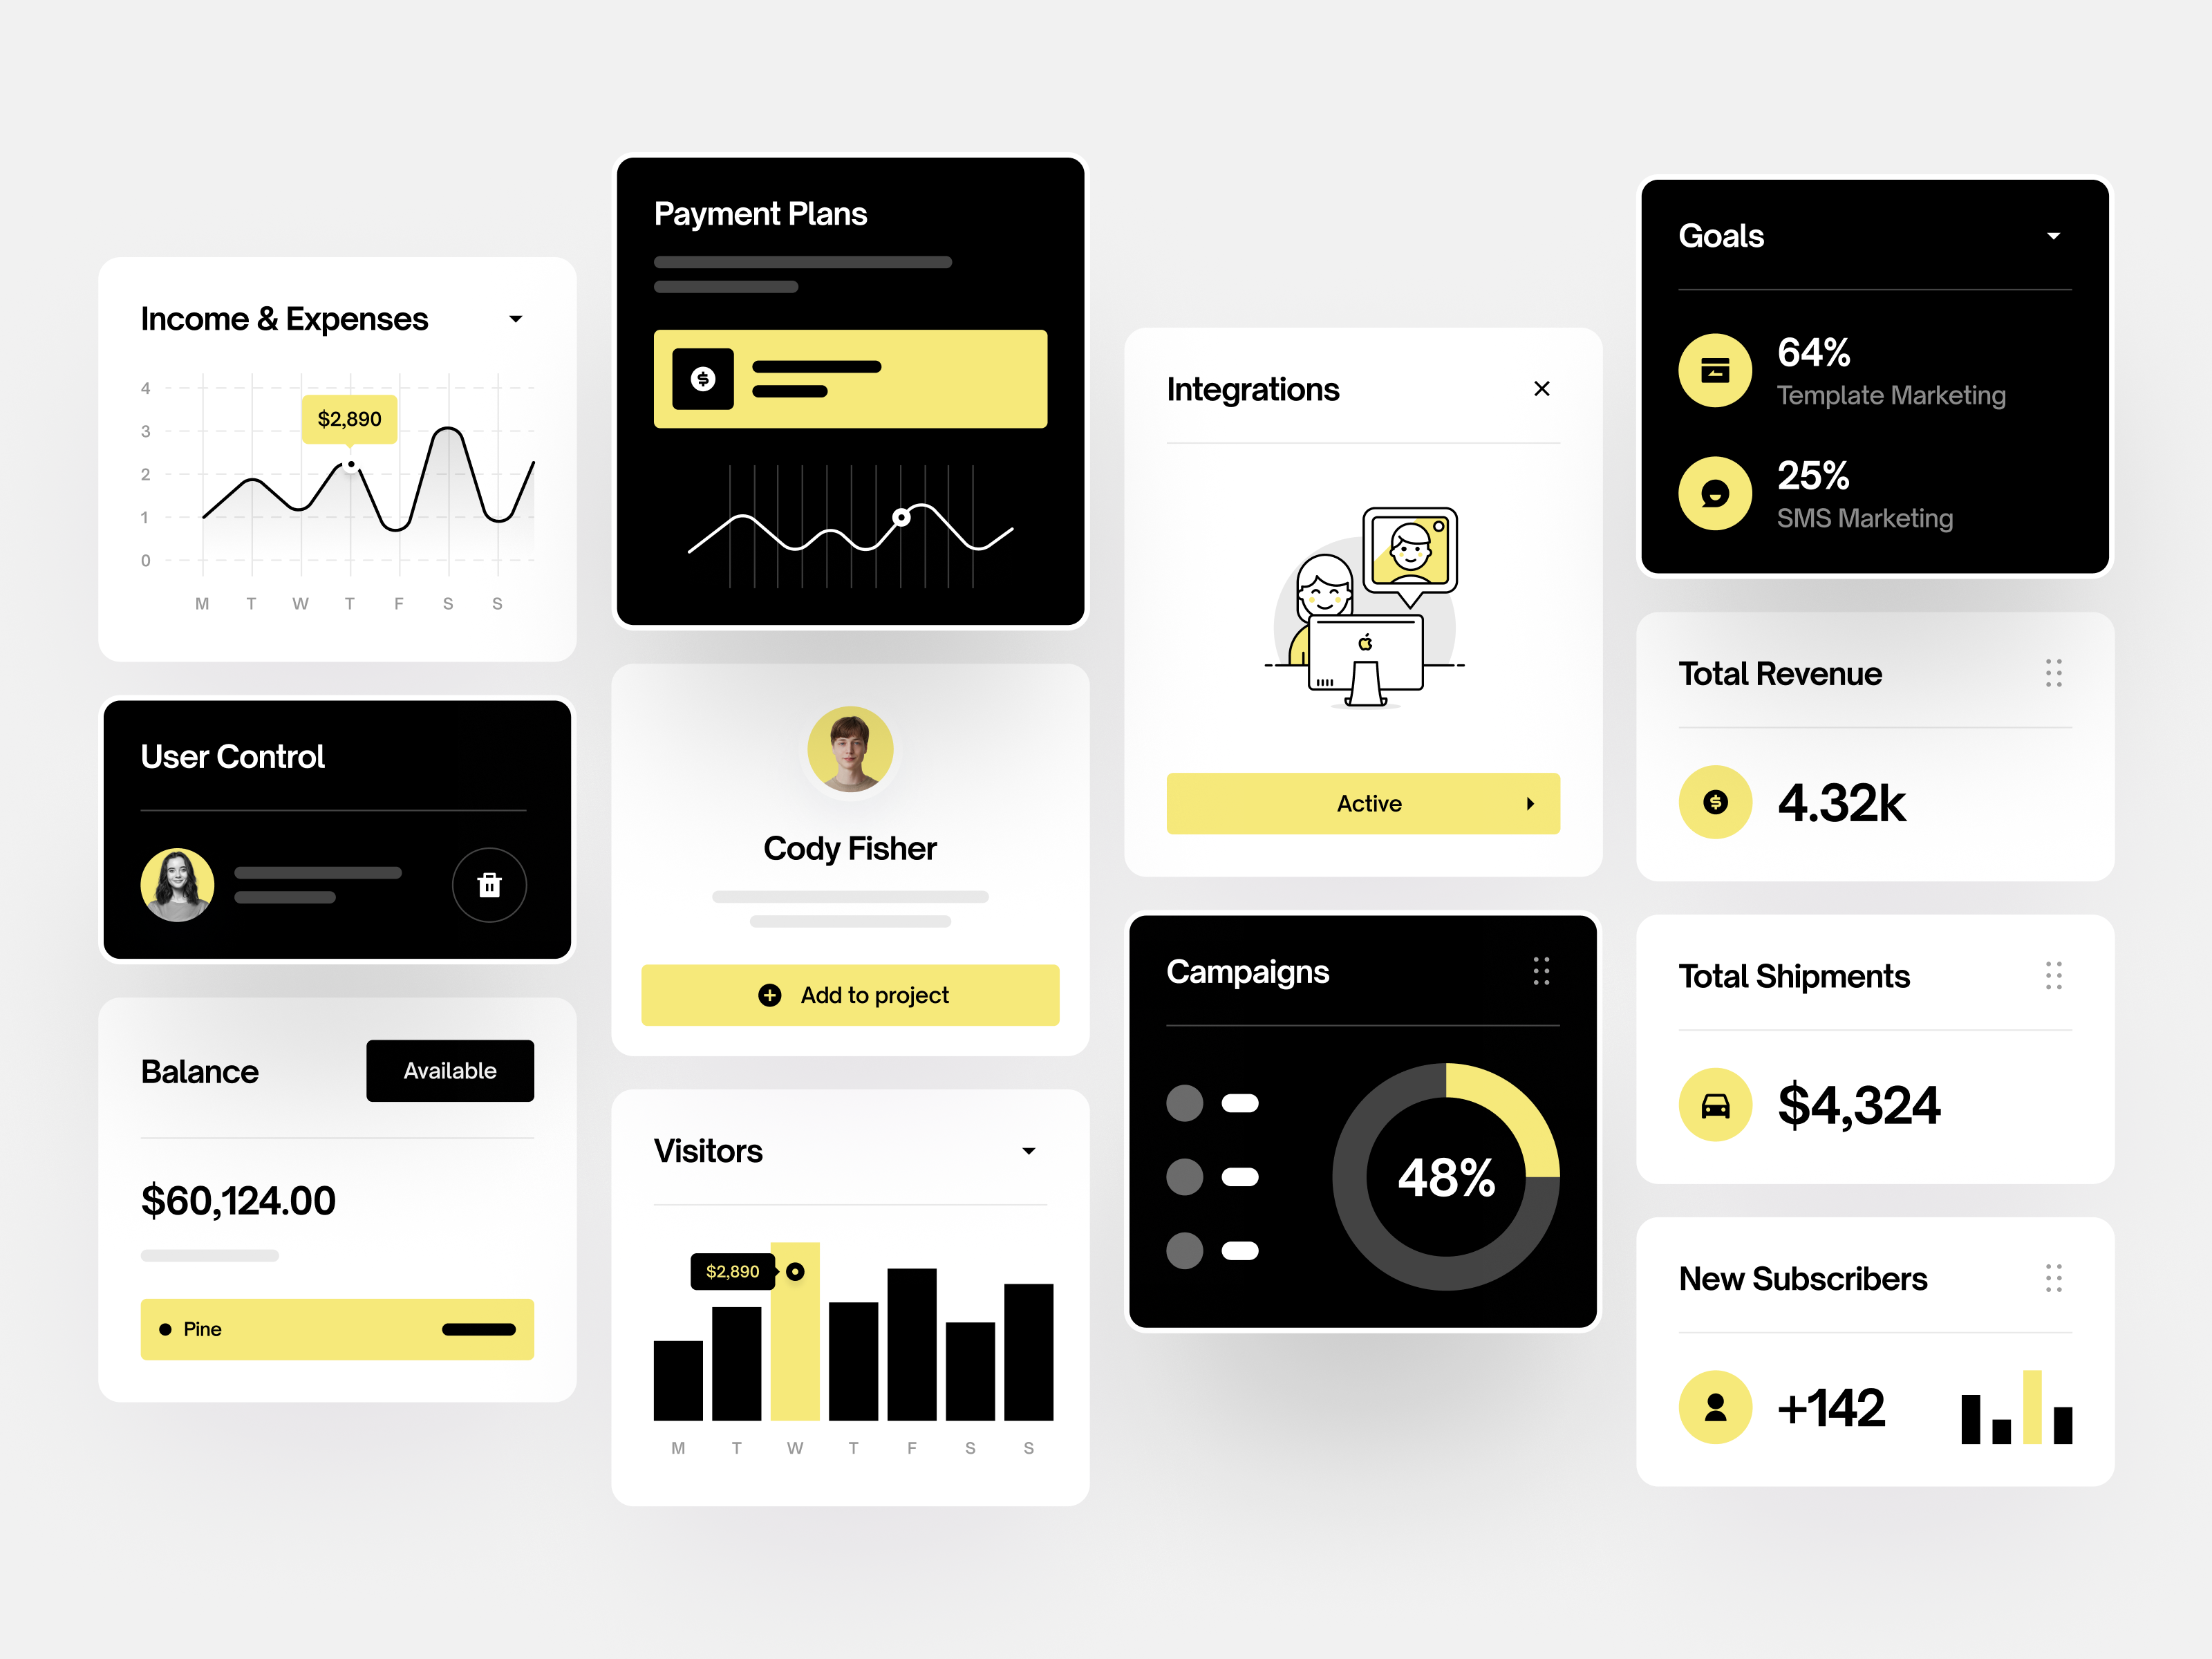 Income & Expenses
4
3
2
1
0
$2,890
M T W T F S S
User Control
Balance
Available
$60,124.00
Pine
Payment Plans
Cody Fisher
Add to project
Visitors
$2,890
M T W T F S S
Integrations
Active
Campaigns
48%
Goals
64%
Template Marketing
25%
SMS Marketing
Total Revenue
4.32k
Total Shipments
$4,324
New Subscribers
+142